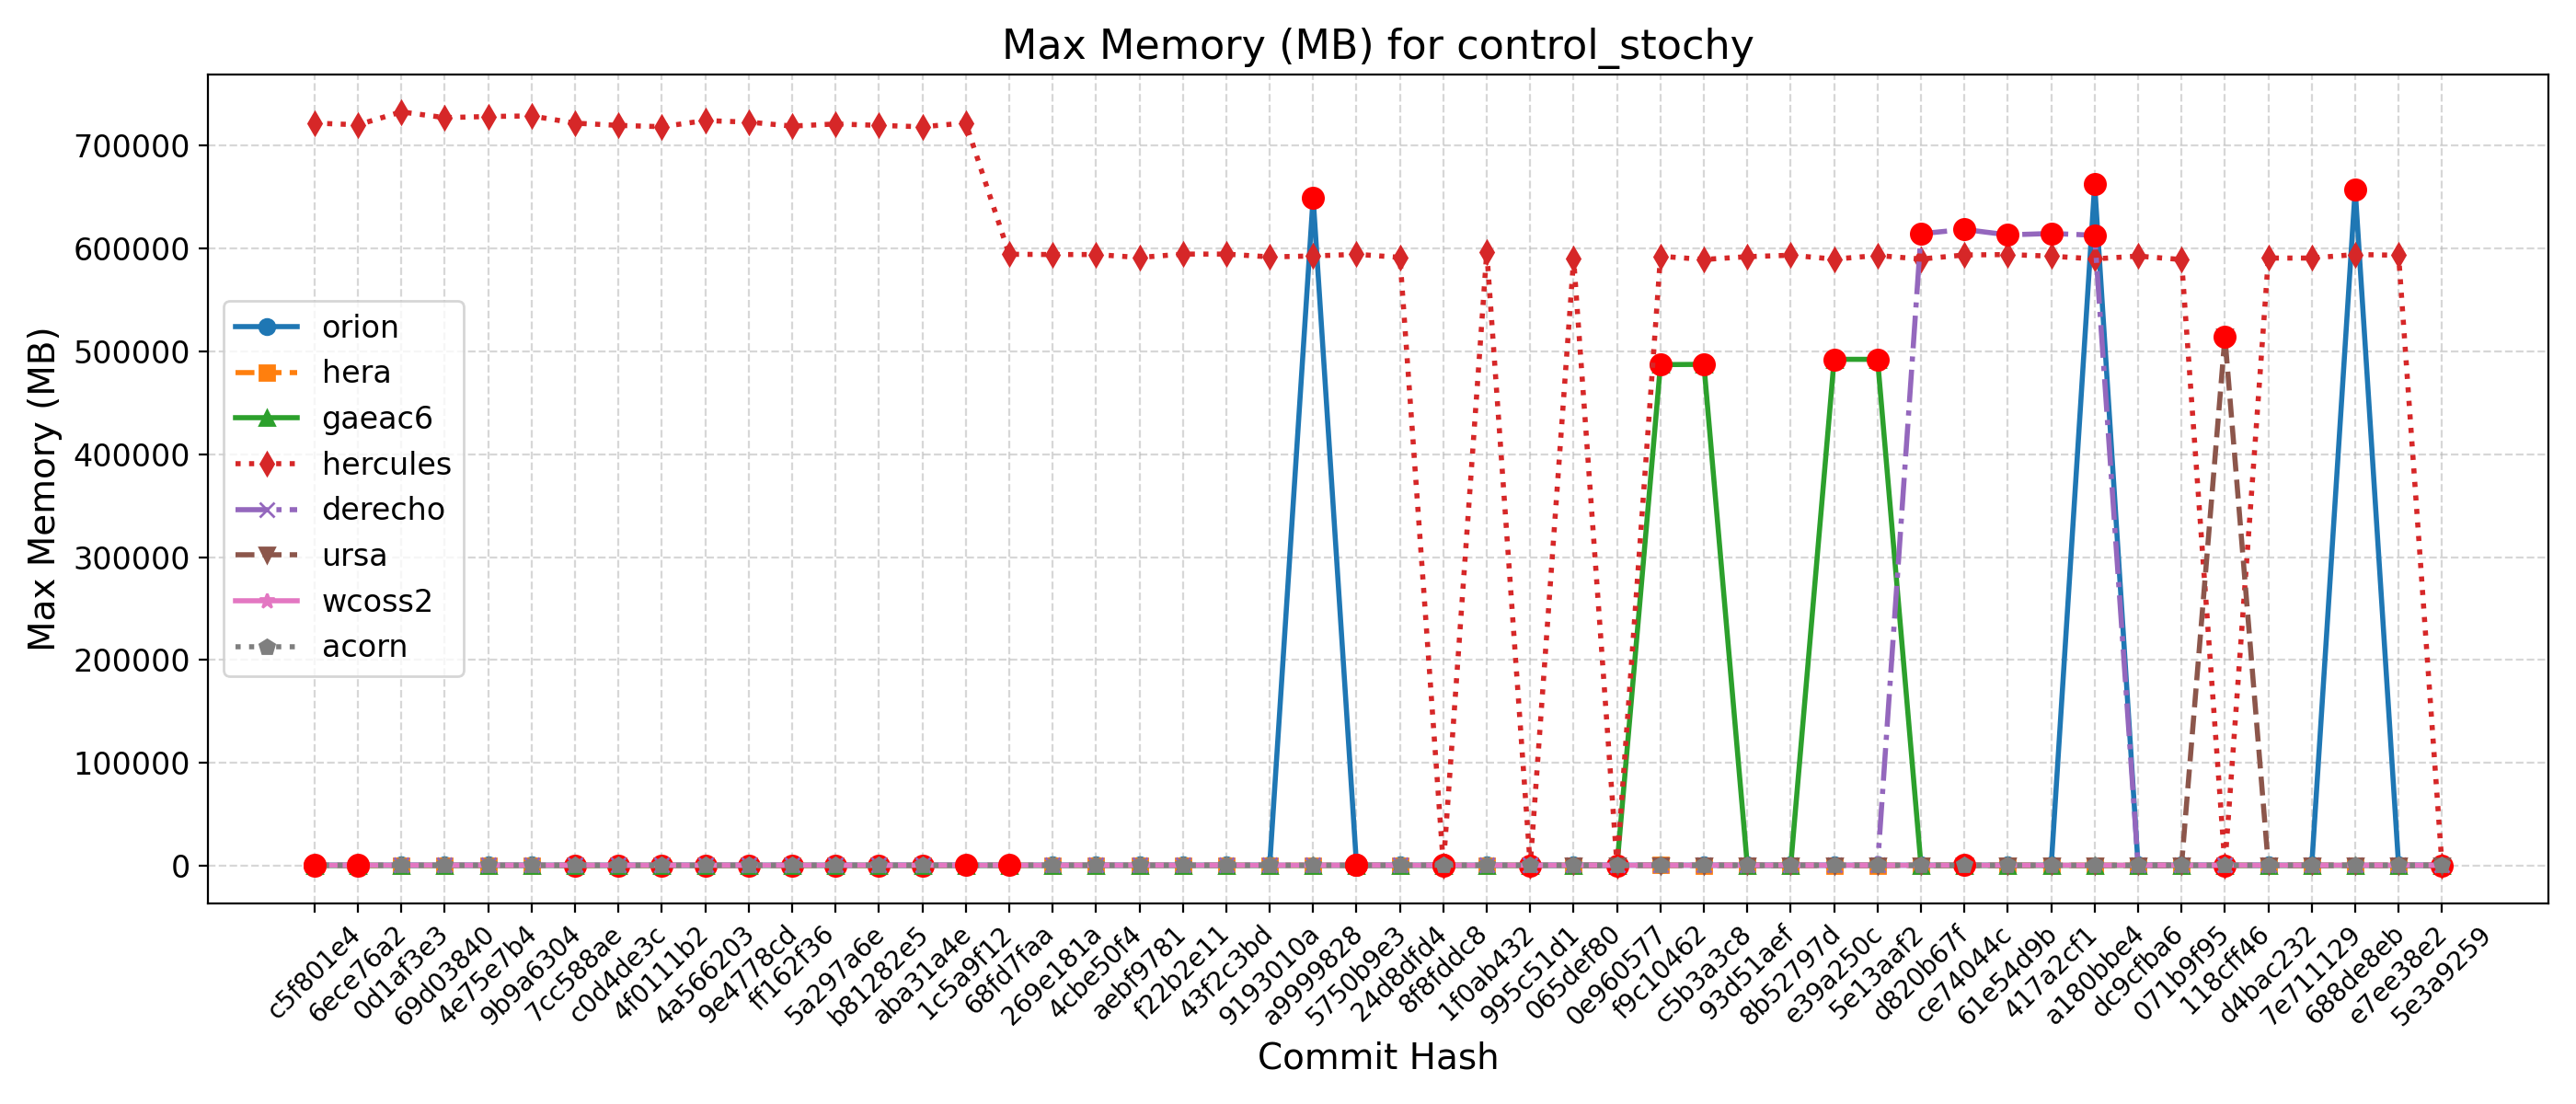 Max Memory (MB) for control_stochy
Max Memory (MB)
700000
600000
500000
400000
300000
200000
100000
0
orion
hera
gaeac6
hercules
derecho
ursa
wcoss2
acorn
c5f801e4
6ece76a2
0d1af3e3
69d03840
4e75e7b4
9b9a6304
7cc588ae
c0d4de3c
4f0111b2
4a566203
9e4778cd
ff162f36
5a297a6e
b81282e5
aba31a4e
1c5a9f12
68fd7faa
269e181a
4cbe50f4
aebf9781
f22b2e11
43f2c3bd
9193010a
a9999828
5750b9e3
24d8dfd4
8f8fddc8
1f0ab432
995c51d1
065def80
0e960577
f9c10462
c5b3a3c8
93d51aef
8b52797d
e39a250c
5e13aaf2
d820b67f
ce74044c
61e54d9b
417a2cf1
a180bbe4
dc9cfba6
071b9f95
118cff46
d4bac232
7e711129
688de8eb
e7ee38e2
5e3a9259
Commit Hash